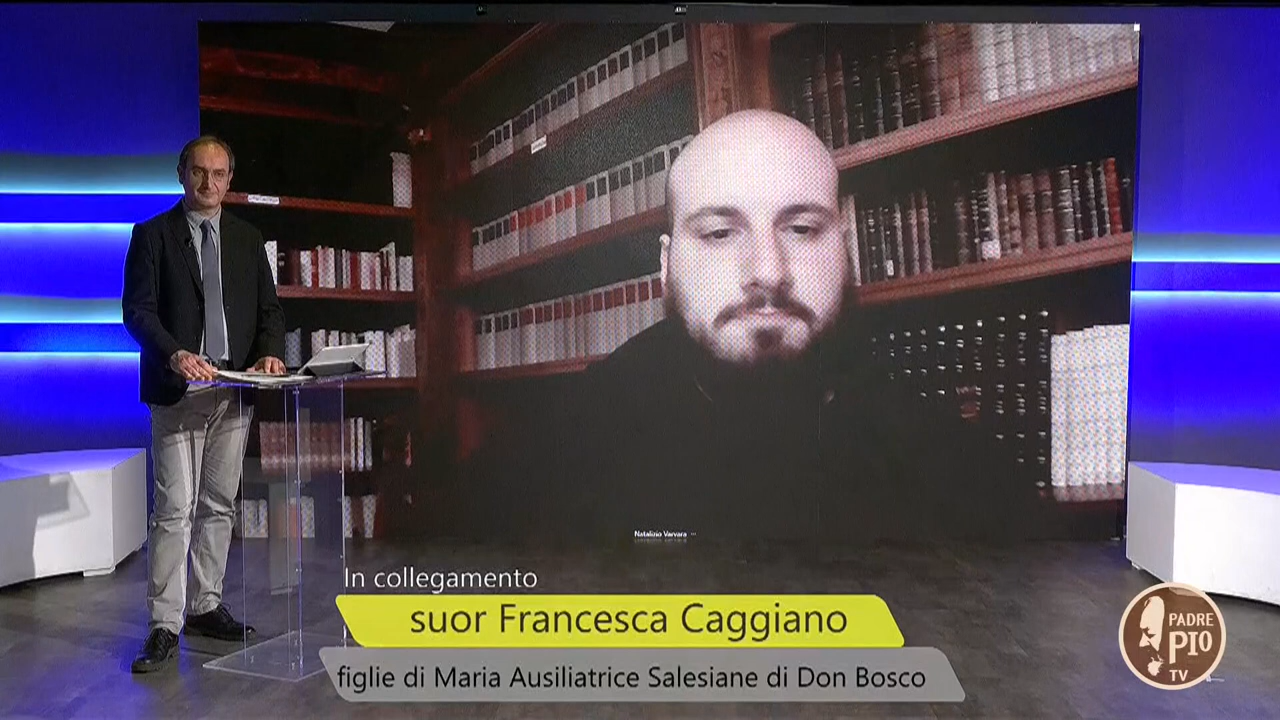 Natalizio Varvara
In collegamento
suor Francesca Caggiano
figlie di Maria Ausiliatrice Salesiane di Don Bosco
PADRE
PIO
TV